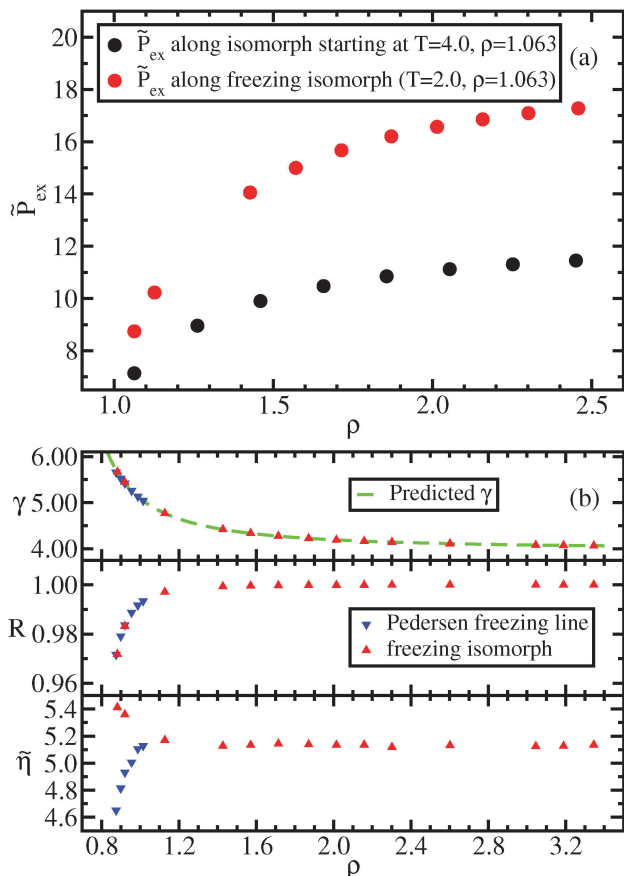 20
18
16
14
12
10
8
P̃ex
P̃ex along isomorph starting at T=4.0, ρ=1.063
P̃ex along freezing isomorph (T=2.0, ρ=1.063)
(a)
1.0 1.5 2.0 2.5
ρ
6.00
5.00
4.00
γ
Predicted γ
(b)
1.00
0.98
0.96
R
Pedersen freezing line
freezing isomorph
5.4
5.2
5.0
4.8
4.6
η̃
0.8 1.2 1.6 2.0 2.4 2.8 3.2
ρ